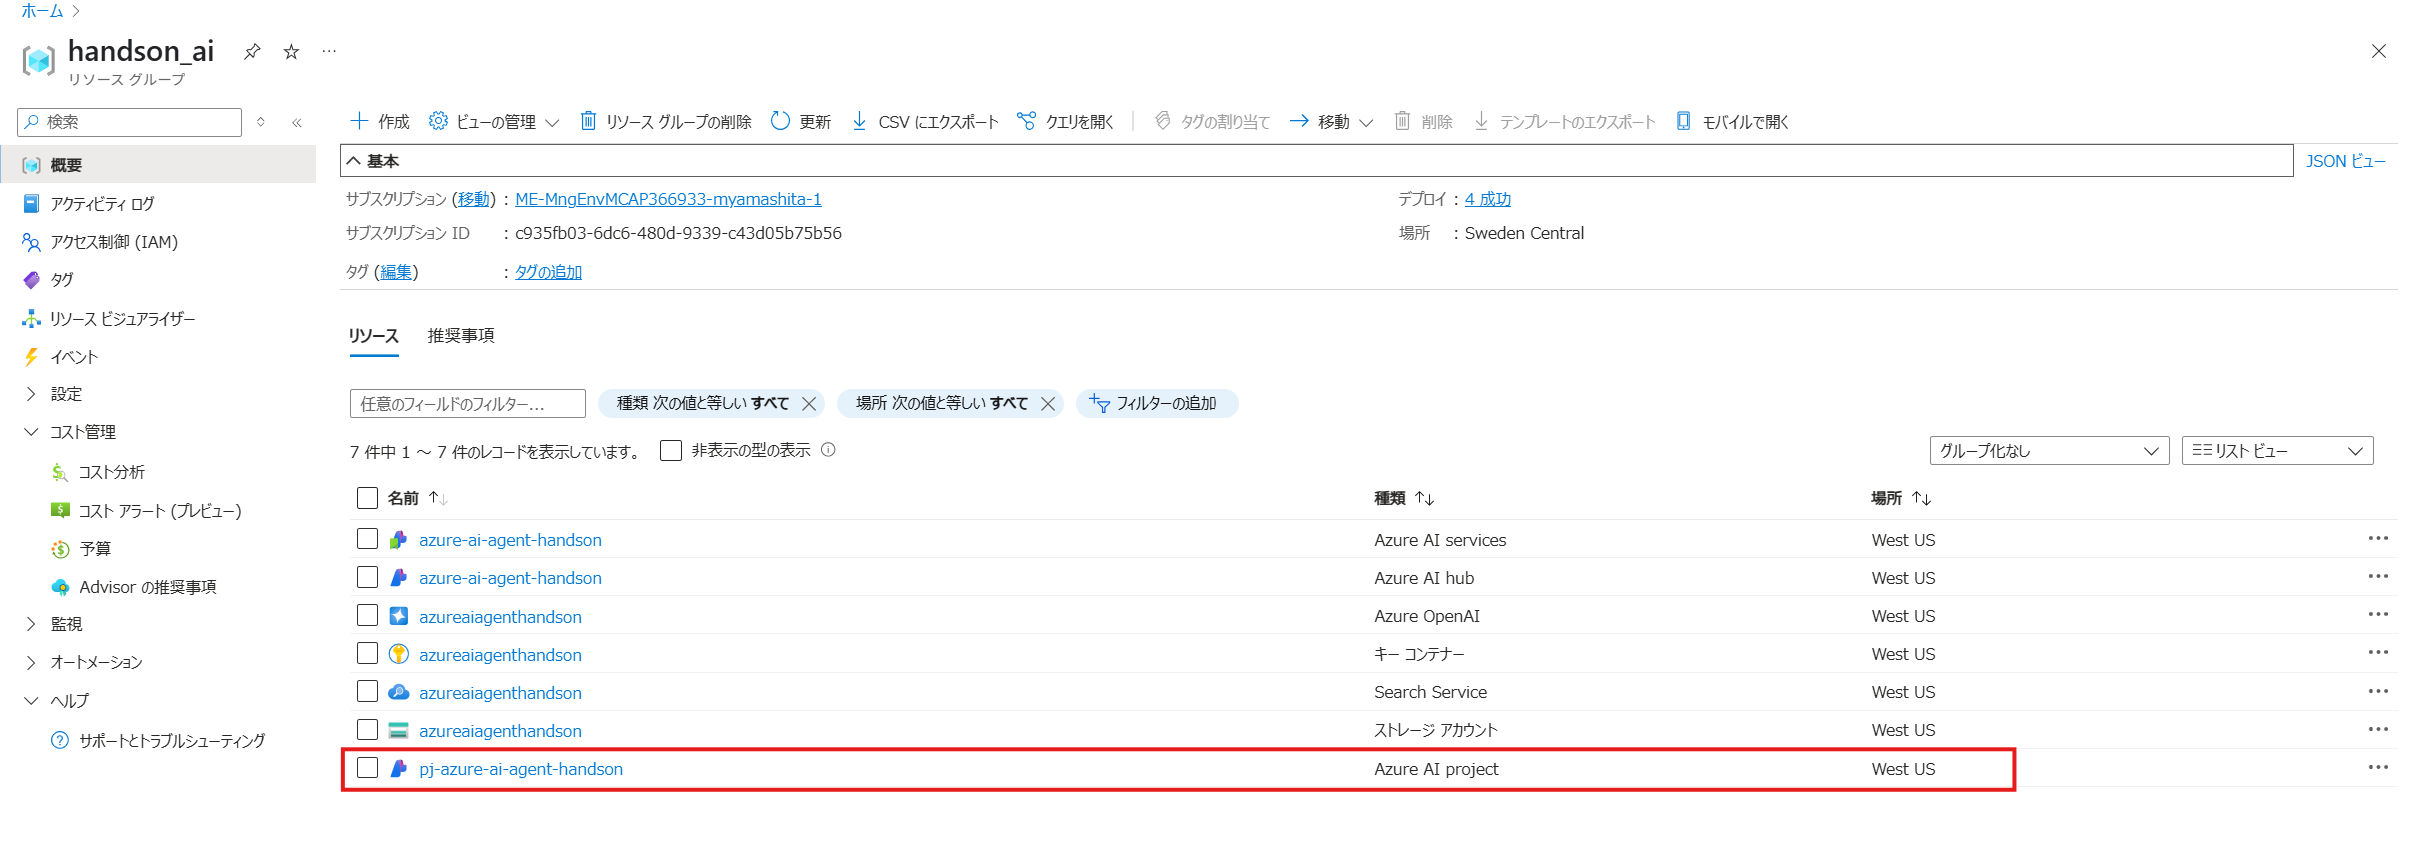 ホーム
handson_ai
リソース グループ
検索
作成 ビューの管理 リソース グループの削除 更新 CSV にエクスポート クエリを開く タグの割り当て 移動 削除 テンプレートのエクスポート モバイルで開く
概要
アクティビティ ログ
アクセス制御 (IAM)
タグ
リソース ビジュアライザー
イベント
設定
コスト管理
コスト分析
コスト アラート (プレビュー)
予算
Advisor の推奨事項
監視
オートメーション
ヘルプ
サポートとトラブルシューティング
基本
JSON ビュー
サブスクリプション (移動) : ME-MngEnvMCAP366933-myamashita-1
デプロイ : 4 成功
サブスクリプション ID : c935fb03-6dc6-480d-9339-c43d05b75b56
場所 : Sweden Central
タグ (編集) : タグの追加
リソース 推奨事項
任意のフィールドのフィルター... 種類 次の値と等しい すべて 場所 次の値と等しい すべて フィルターの追加
7 件中 1 ～ 7 件のレコードを表示しています。 非表示の型の表示 グループ化なし リスト ビュー
名前 種類 場所
azure-ai-agent-handson Azure AI services West US
azure-ai-agent-handson Azure AI hub West US
azureaiagenthandson Azure OpenAI West US
azureaiagenthandson キー コンテナー West US
azureaiagenthandson Search Service West US
azureaiagenthandson ストレージ アカウント West US
pj-azure-ai-agent-handson Azure AI project West US